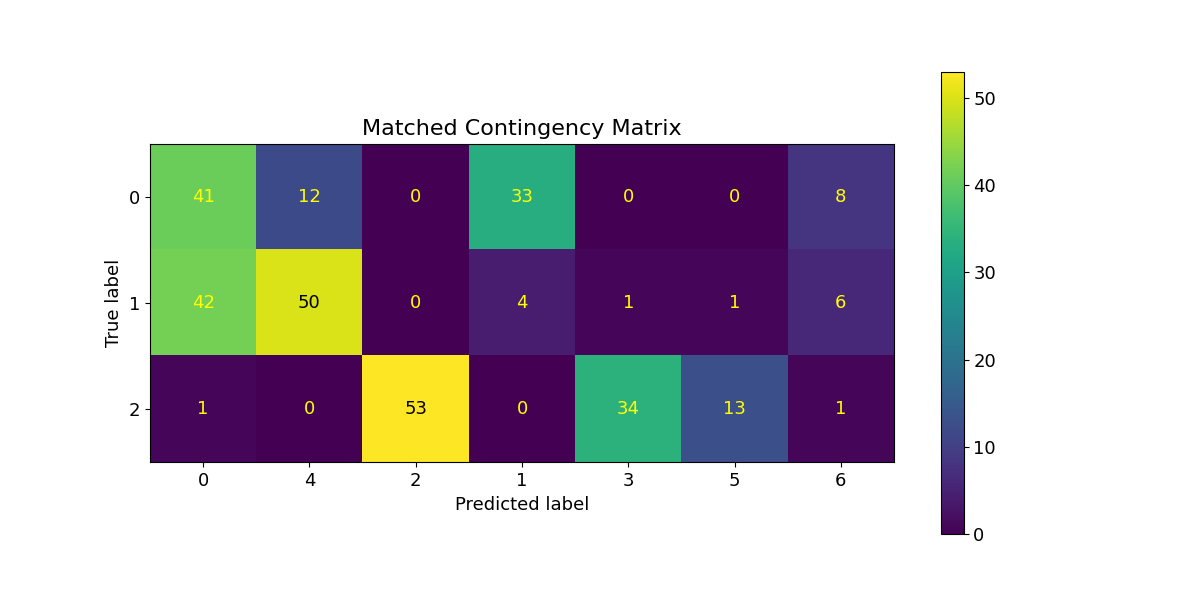 Matched Contingency Matrix
50
40
30
20
10
0
True label
0
41 12 0 33 0 0 8
1
42 50 0 4 1 1 6
2
1 0 53 0 34 13 1
0 4 2 1 3 5 6
Predicted label